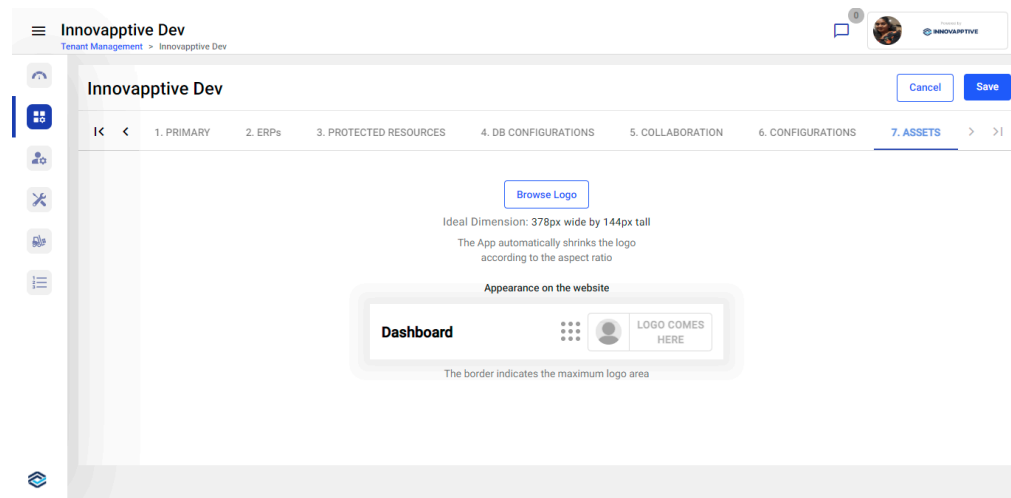 Innovapptive Dev
Tenant Management > Innovapptive Dev
0
Powered by
INNOVAPPTIVE
Innovapptive Dev
Cancel
Save
1. PRIMARY
2. ERPs
3. PROTECTED RESOURCES
4. DB CONFIGURATIONS
5. COLLABORATION
6. CONFIGURATIONS
7. ASSETS
Browse Logo
Ideal Dimension: 378px wide by 144px tall
The App automatically shrinks the logo
according to the aspect ratio
Appearance on the website
Dashboard
LOGO COMES
HERE
The border indicates the maximum logo area